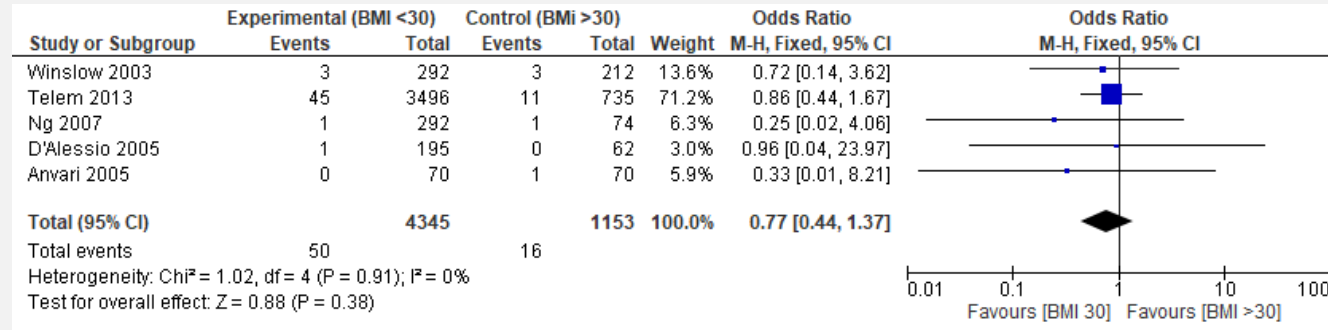 Experimental (BMI <30) Control (BMi >30) Odds Ratio Odds Ratio
Study or Subgroup Events Total Events Total Weight M-H, Fixed, 95% CI M-H, Fixed, 95% CI
Winslow 2003 3 292 3 212 13.6% 0.72 [0.14, 3.62]
Telem 2013 45 3496 11 735 71.2% 0.86 [0.44, 1.67]
Ng 2007 1 292 1 74 6.3% 0.25 [0.02, 4.06]
D'Alessio 2005 1 195 0 62 3.0% 0.96 [0.04, 23.97]
Anvari 2005 0 70 1 70 5.9% 0.33 [0.01, 8.21]
Total (95% CI) 4345 1153 100.0% 0.77 [0.44, 1.37]
Total events 50 16
Heterogeneity: Chi² = 1.02, df = 4 (P = 0.91); I² = 0%
Test for overall effect: Z = 0.88 (P = 0.38)
0.01 0.1 1 10 100
Favours [BMI 30] Favours [BMI >30]